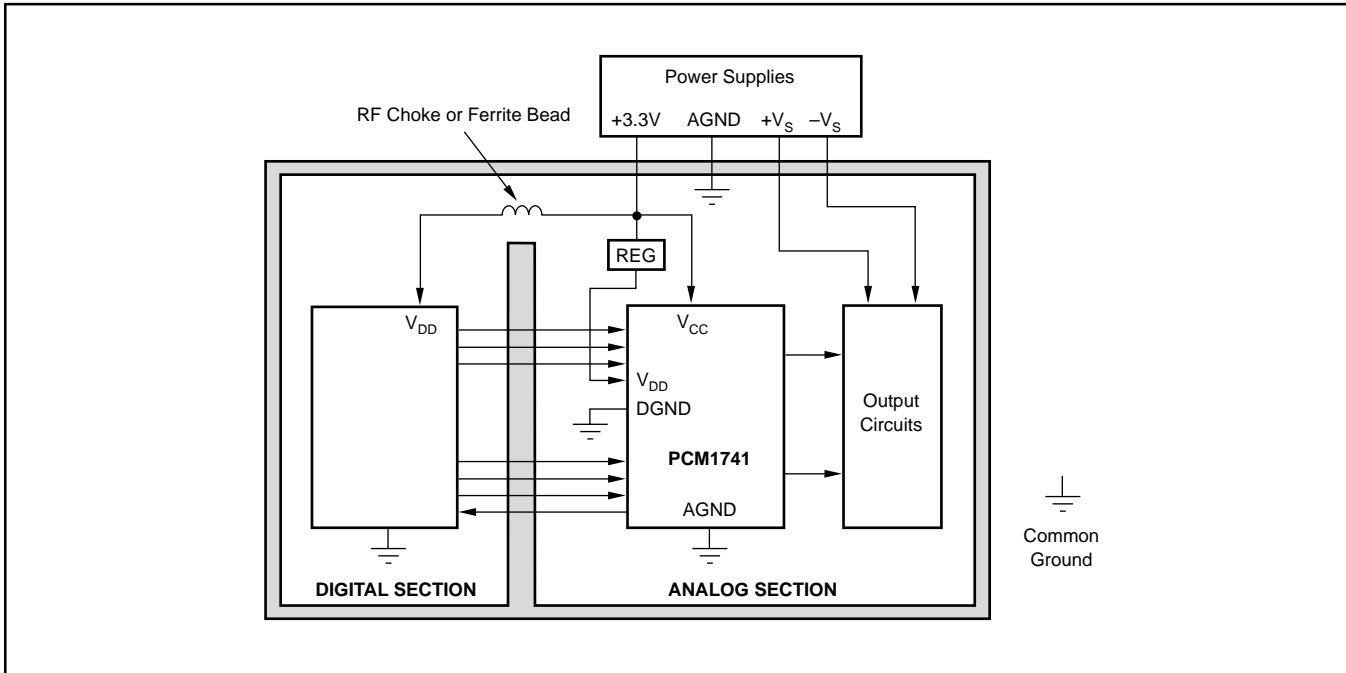 Power Supplies
RF Choke or Ferrite Bead
+3.3V AGND +VS –VS
REG
VDD
VCC
VDD
DGND
Output
Circuits
PCM1741
AGND
Common
Ground
DIGITAL SECTION
ANALOG SECTION